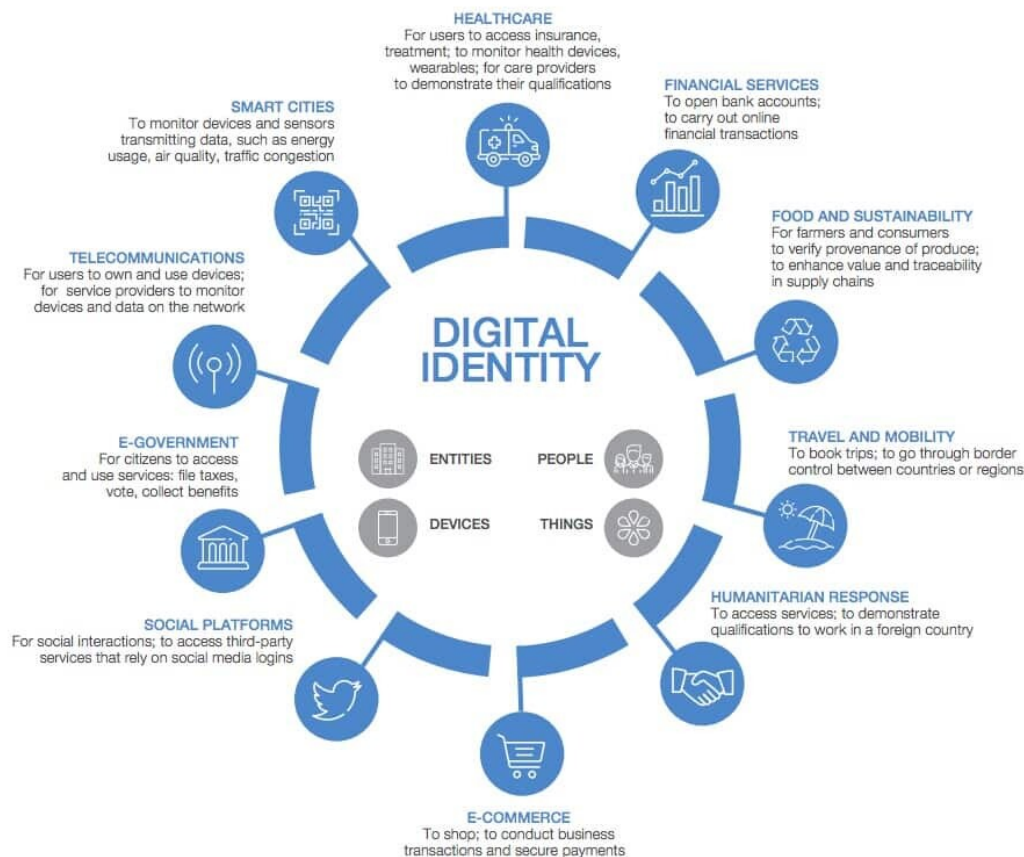 HEALTHCARE
For users to access insurance,
treatment; to monitor health devices,
wearables; for care providers
to demonstrate their qualifications
FINANCIAL SERVICES
To open bank accounts;
to carry out online
financial transactions
FOOD AND SUSTAINABILITY
For farmers and consumers
to verify provenance of produce;
to enhance value and traceability
in supply chains
TRAVEL AND MOBILITY
To book trips; to go through border
control between countries or regions
HUMANITARIAN RESPONSE
To access services; to demonstrate
qualifications to work in a foreign country
E-COMMERCE
To shop; to conduct business
transactions and secure payments
SOCIAL PLATFORMS
For social interactions; to access third-party
services that rely on social media logins
E-GOVERNMENT
For citizens to access
and use services: file taxes,
vote, collect benefits
TELECOMMUNICATIONS
For users to own and use devices;
for service providers to monitor
devices and data on the network
SMART CITIES
To monitor devices and sensors
transmitting data, such as energy
usage, air quality, traffic congestion
DIGITAL
IDENTITY
ENTITIES
PEOPLE
DEVICES
THINGS